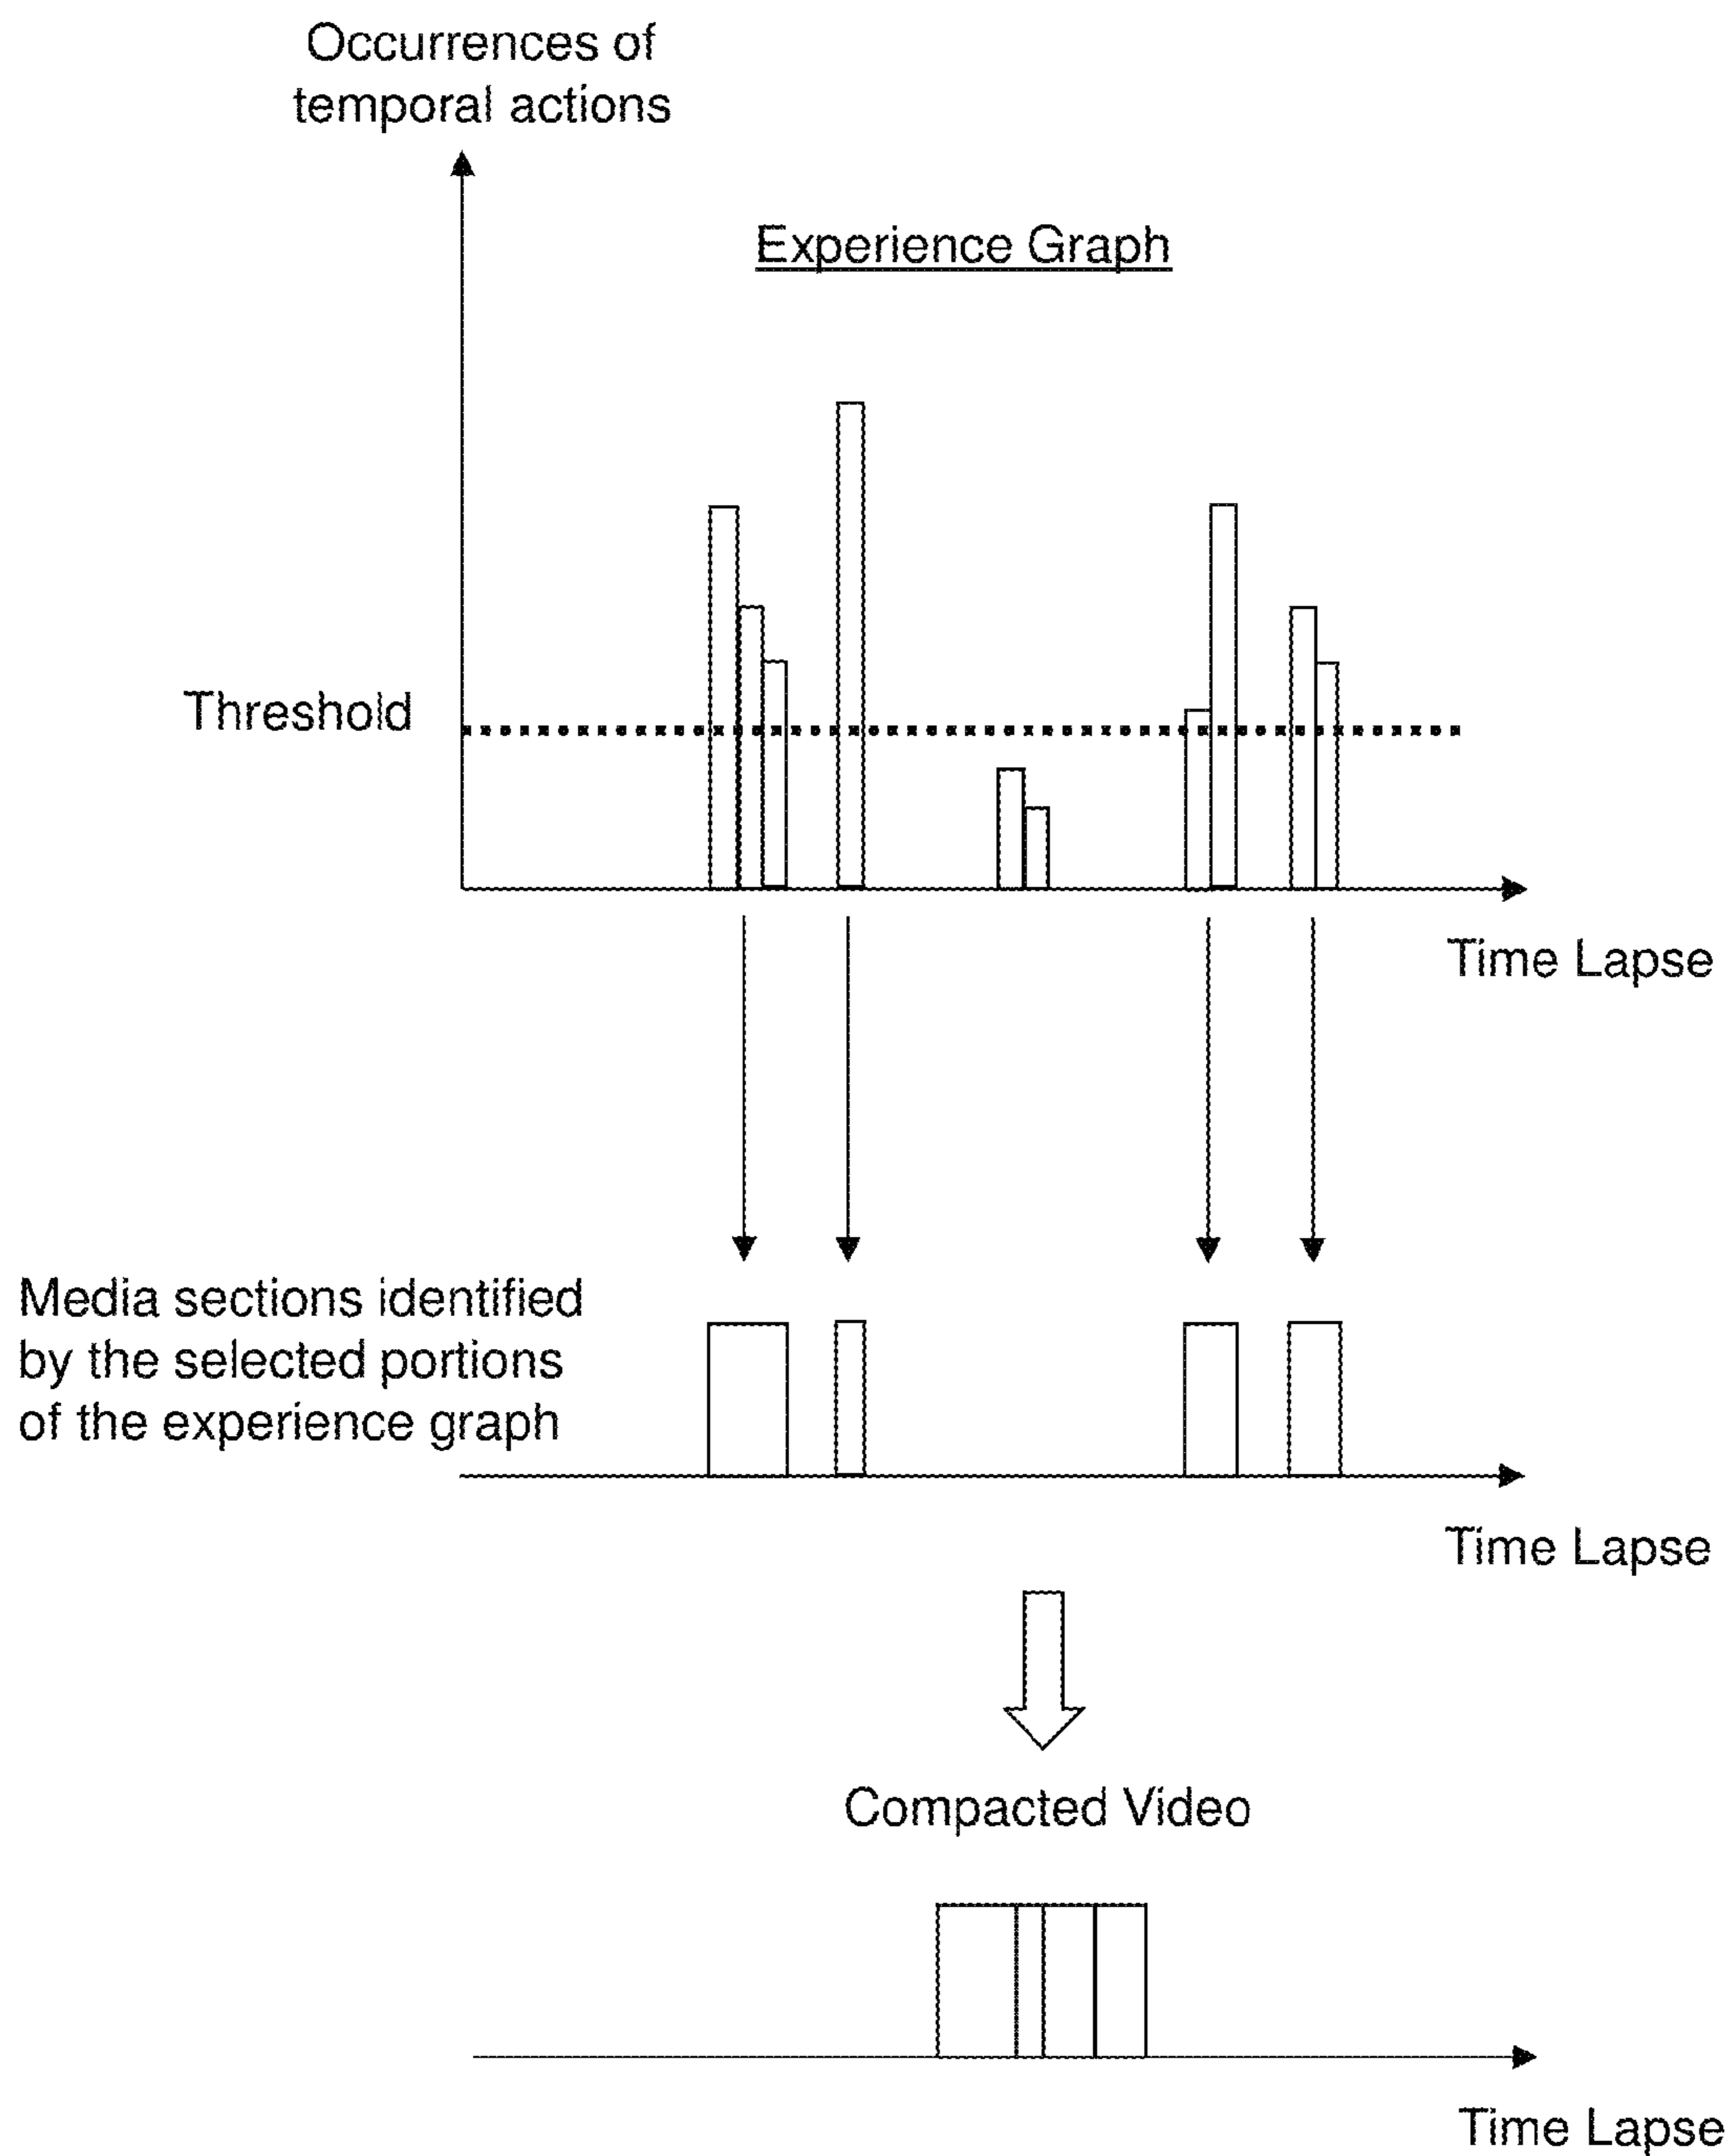 Occurrences of
temporal actions
Experience Graph
Threshold
Time Lapse
Media sections identified
by the selected portions
of the experience graph
Time Lapse
Compacted Video
Time Lapse